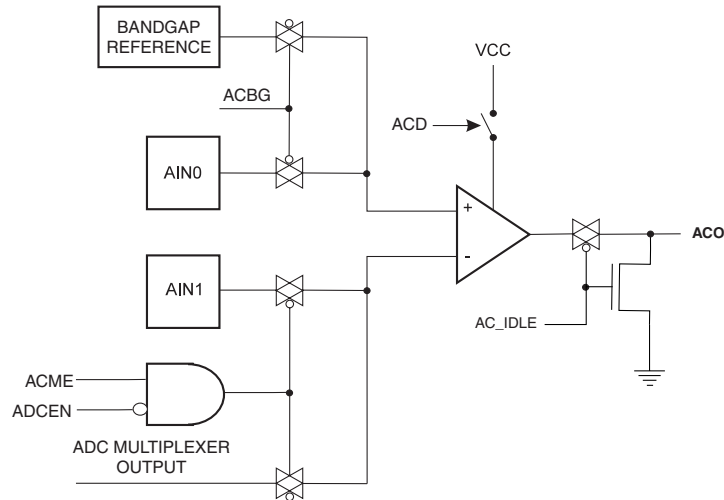 BANDGAP
REFERENCE
VCC
ACBG
ACD
AIN0
+
ACO
-
AIN1
AC_IDLE
ACME
ADCEN
ADC MULTIPLEXER
OUTPUT